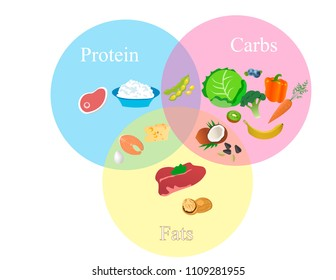 Protein
Carbs
Fats
shutterstock.com · 1109281955